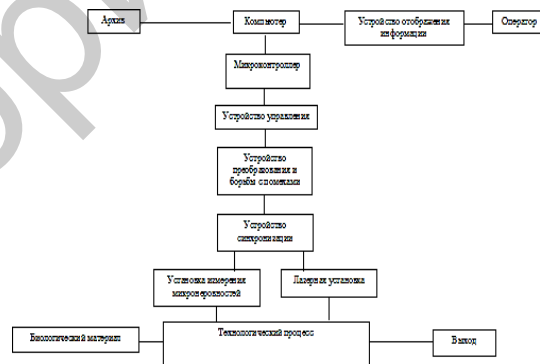 Архив
Компьютер
Устройство отображения
информации
Оператор
Микроконтроллер
Устройство управления
Устройство
преобразования и
борьбы с помехами
Устройство
синхронизации
Установка измерения
микронеровностей
Лазерная установка
Биологический материал
Технологический процесс
Выход